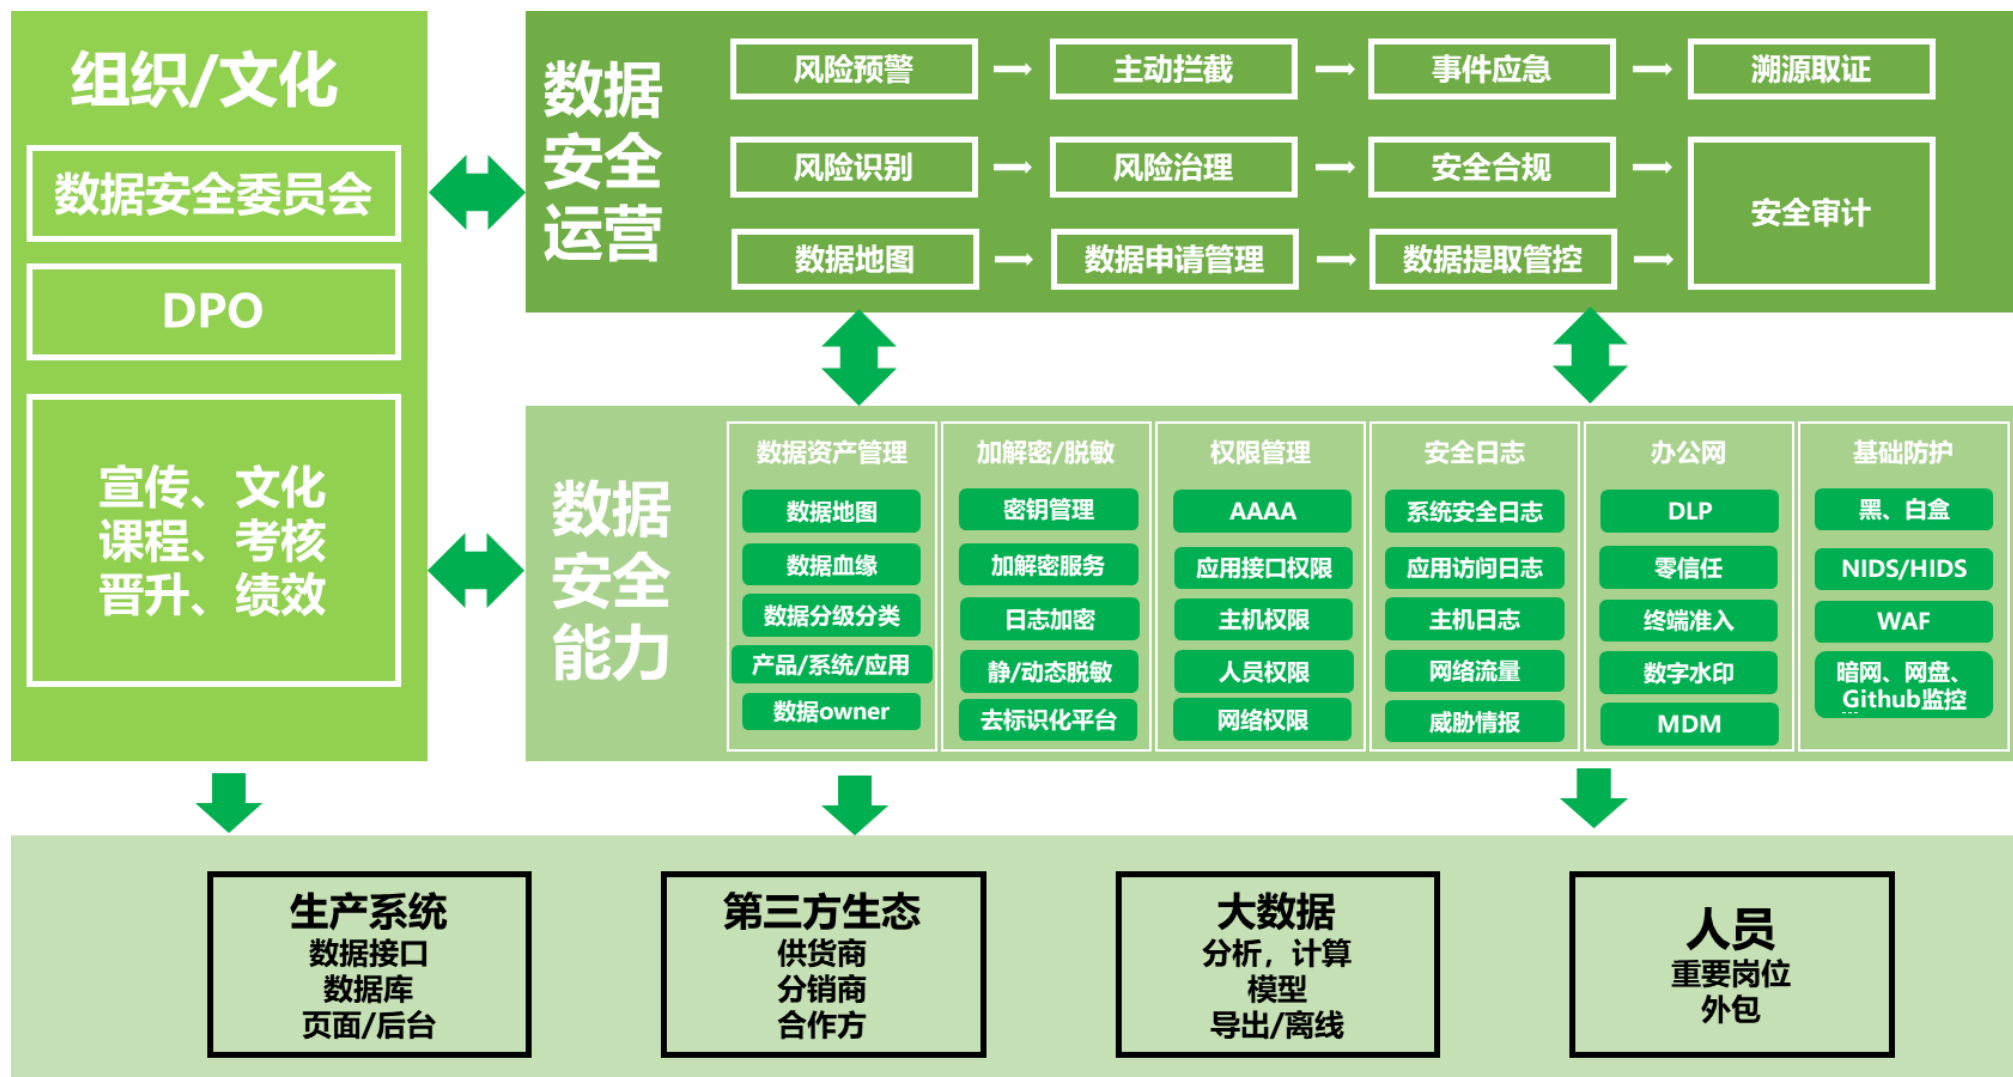 组织/文化
数据安全委员会
DPO
宣传、文化
课程、考核
晋升、绩效
数据
安全
运营
风险预警
主动拦截
事件应急
溯源取证
风险识别
风险治理
安全合规
安全审计
数据地图
数据申请管理
数据提取管控
数据
安全
能力
数据资产管理
数据地图
数据血缘
数据分级分类
产品/系统/应用
数据owner
加解密/脱敏
密钥管理
加解密服务
日志加密
静/动态脱敏
去标识化平台
权限管理
AAAA
应用接口权限
主机权限
人员权限
网络权限
安全日志
系统安全日志
应用访问日志
主机日志
网络流量
威胁情报
办公网
DLP
零信任
终端准入
数字水印
MDM
基础防护
黑、白盒
NIDS/HIDS
WAF
暗网、网盘、
Github监控
生产系统
数据接口
数据库
页面/后台
第三方生态
供货商
分销商
合作方
大数据
分析，计算
模型
导出/离线
人员
重要岗位
外包